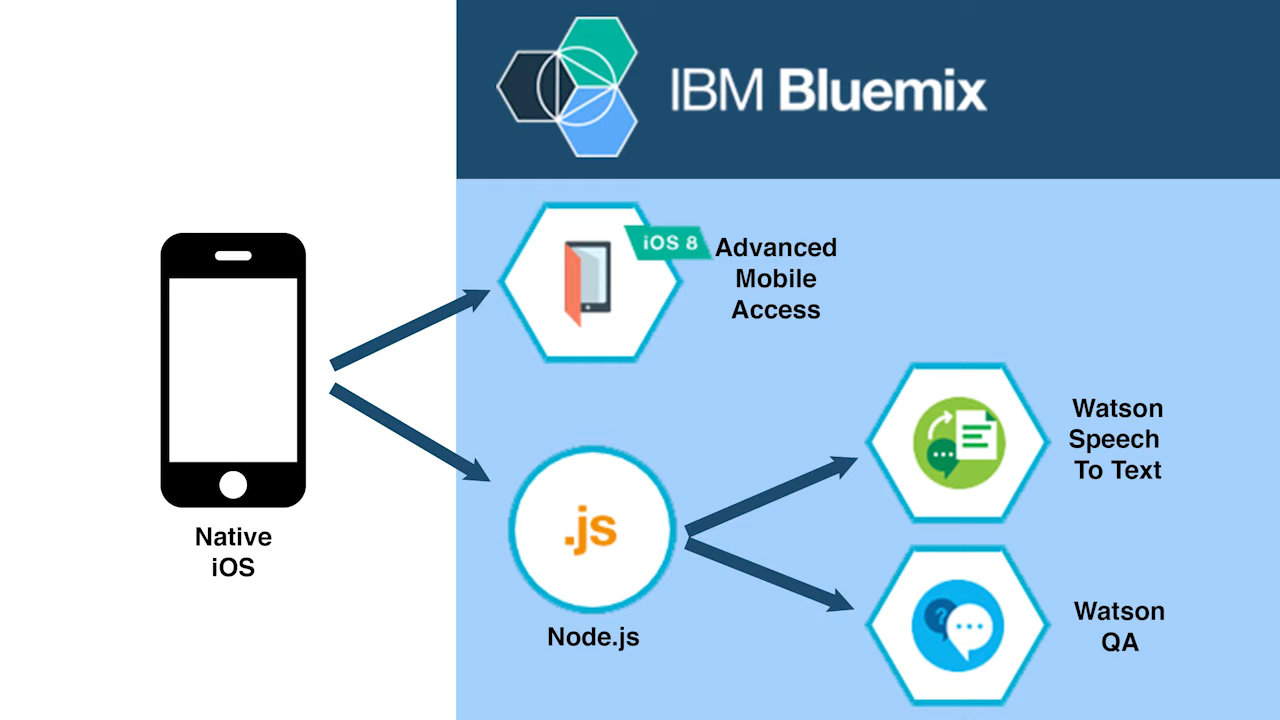 IBM Bluemix
iOS 8
Advanced
Mobile
Access
Native
iOS
.js
Node.js
Watson
Speech
To Text
?
Watson
QA